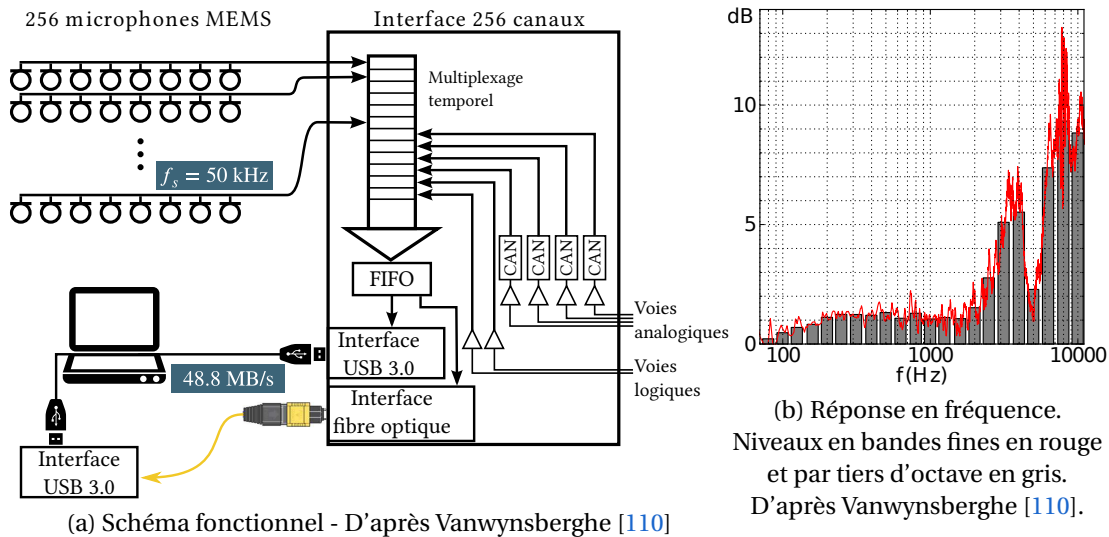 256 microphones MEMS
Interface 256 canaux
Multiplexage
temporel
f_s = 50 kHz
CAN
CAN
CAN
CAN
FIFO
Voies
analogiques
Interface
USB 3.0
48.8 MB/s
Voies
logiques
Interface
fibre optique
Interface
USB 3.0
(a) Schéma fonctionnel - D'après Vanwynsberghe [110]
dB
10
5
0
100
1000
10000
f(Hz)
(b) Réponse en fréquence.
Niveaux en bandes fines en rouge
et par tiers d'octave en gris.
D'après Vanwynsberghe [110].